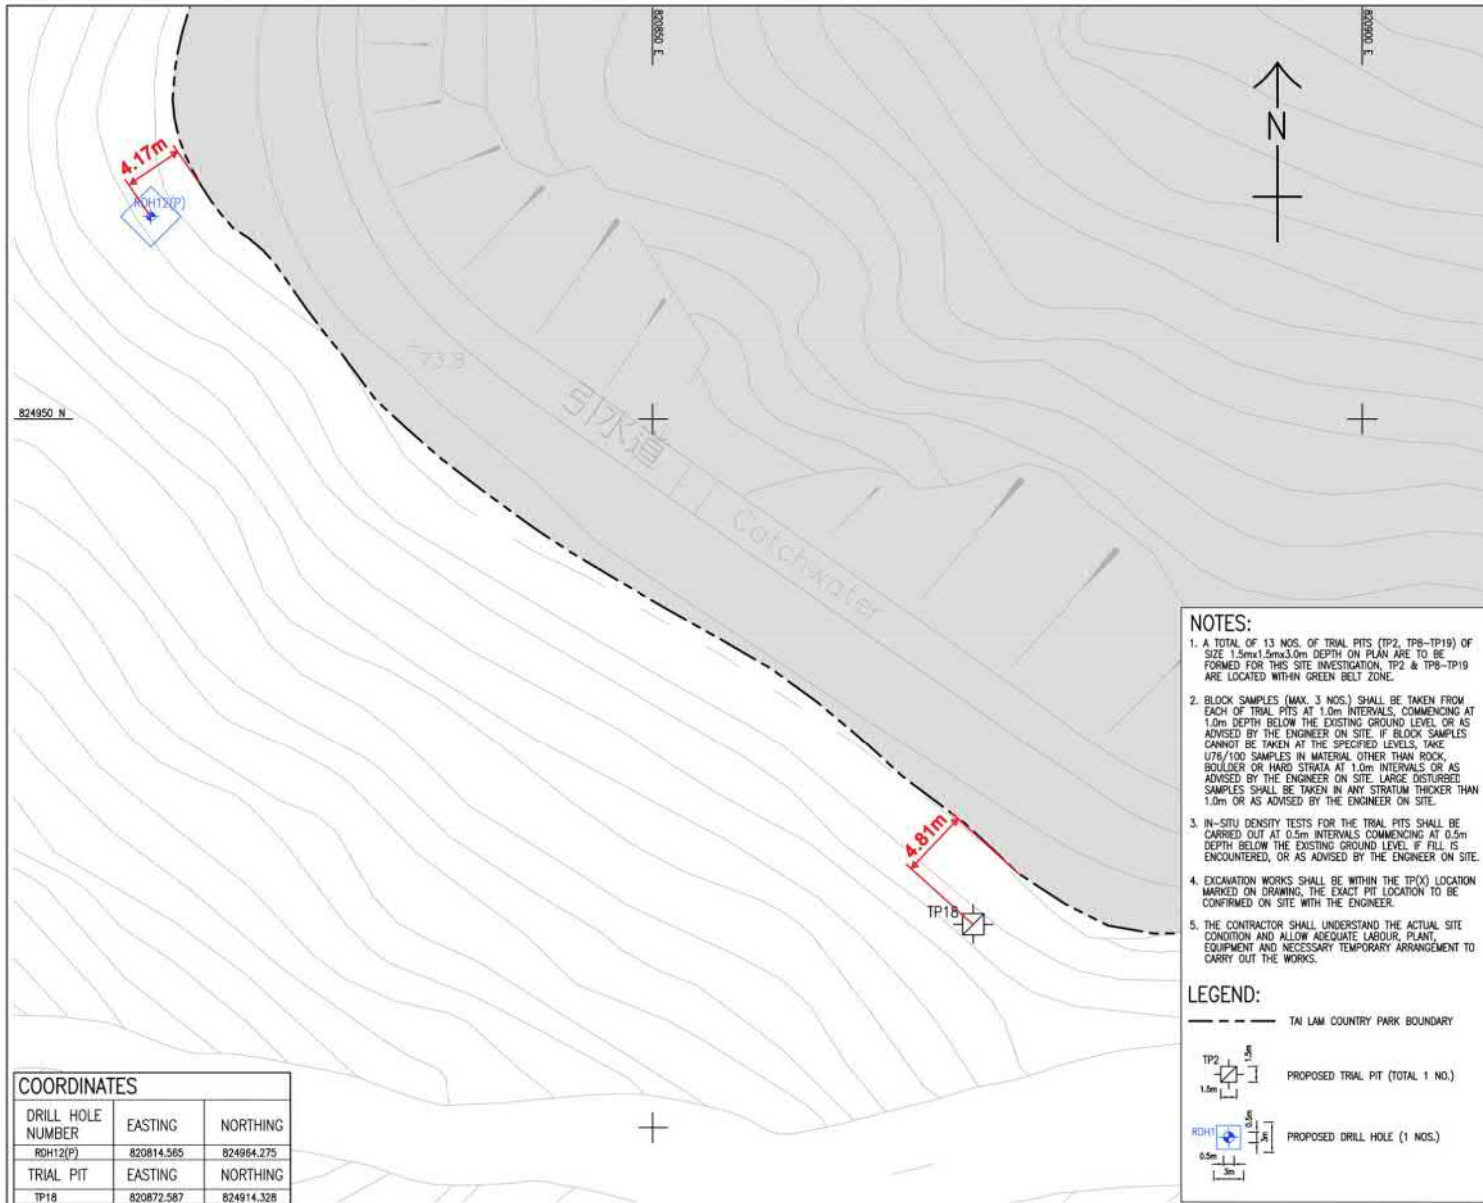 820850 E
820900 E
N
4.17m
RDH12(P)
73.8
824950 N
引水道
Catchwater
4.81m
TP18
NOTES:
1. A TOTAL OF 13 NOS. OF TRIAL PITS (TP2, TP8-TP19) OF
SIZE 1.5mx1.5mx3.0m DEPTH ON PLAN ARE TO BE
FORMED FOR THIS SITE INVESTIGATION, TP2 & TP8-TP19
ARE LOCATED WITHIN GREEN BELT ZONE.
2. BLOCK SAMPLES (MAX. 3 NOS.) SHALL BE TAKEN FROM
EACH OF TRIAL PITS AT 1.0m INTERVALS, COMMENCING AT
1.0m DEPTH BELOW THE EXISTING GROUND LEVEL OR AS
ADVISED BY THE ENGINEER ON SITE. IF BLOCK SAMPLES
CANNOT BE TAKEN AT THE SPECIFIED LEVELS, TAKE
U76/100 SAMPLES IN MATERIAL OTHER THAN ROCK,
BOULDER OR HARD STRATA AT 1.0m INTERVALS OR AS
ADVISED BY THE ENGINEER ON SITE. LARGE DISTURBED
SAMPLES SHALL BE TAKEN IN ANY STRATUM THICKER THAN
1.0m OR AS ADVISED BY THE ENGINEER ON SITE.
3. IN-SITU DENSITY TESTS FOR THE TRIAL PITS SHALL BE
CARRIED OUT AT 0.5m INTERVALS COMMENCING AT 0.5m
DEPTH BELOW THE EXISTING GROUND LEVEL IF FILL IS
ENCOUNTERED, OR AS ADVISED BY THE ENGINEER ON SITE.
4. EXCAVATION WORKS SHALL BE WITHIN THE TP(X) LOCATION
MARKED ON DRAWING, THE EXACT PIT LOCATION TO BE
CONFIRMED ON SITE WITH THE ENGINEER.
5. THE CONTRACTOR SHALL UNDERSTAND THE ACTUAL SITE
CONDITION AND ALLOW ADEQUATE LABOUR, PLANT,
EQUIPMENT AND NECESSARY TEMPORARY ARRANGEMENT TO
CARRY OUT THE WORKS.
LEGEND:
TAI LAM COUNTRY PARK BOUNDARY
TP2
1.5m
1.5m
PROPOSED TRIAL PIT (TOTAL 1 NO.)
RDH1
0.5m
3m
0.5m
3m
PROPOSED DRILL HOLE (1 NOS.)
COORDINATES
DRILL HOLE NUMBER EASTING NORTHING
RDH12(P) 820814.565 824964.275
TRIAL PIT EASTING NORTHING
TP18 820872.587 824914.328